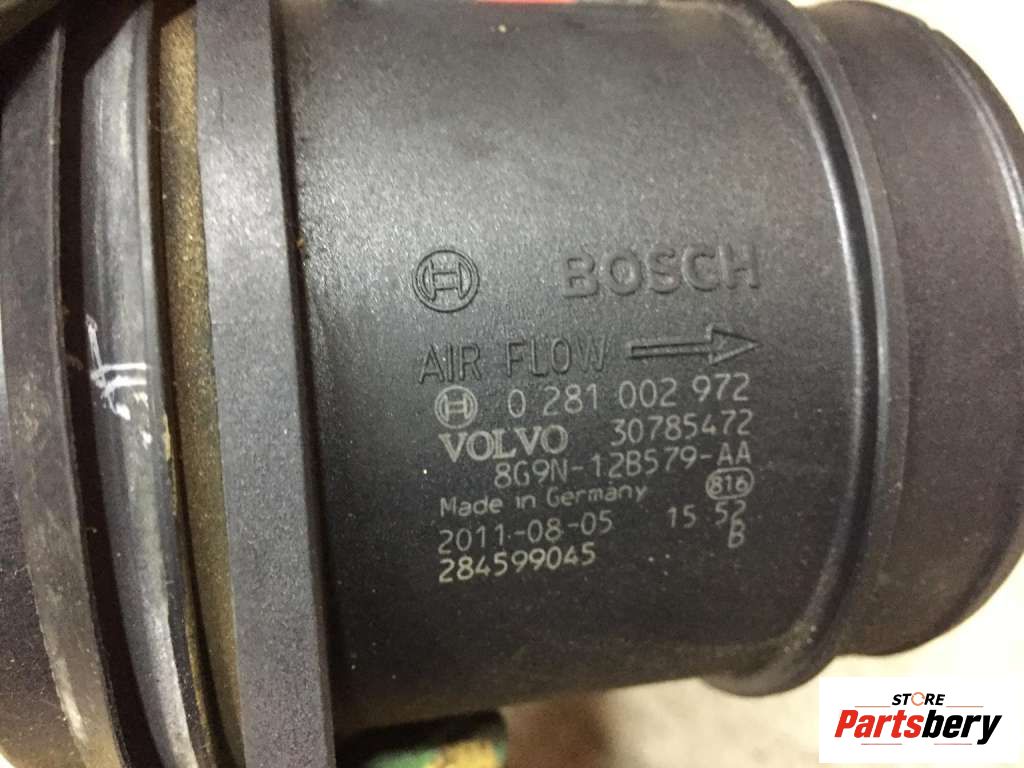 BOSCH
AIR FLOW
0 281 002 972
VOLVO 30785472
8G9N-12B579-AA
Made in Germany 816
2011-08-05 15 52
B
284599045
STORE
Partsbery